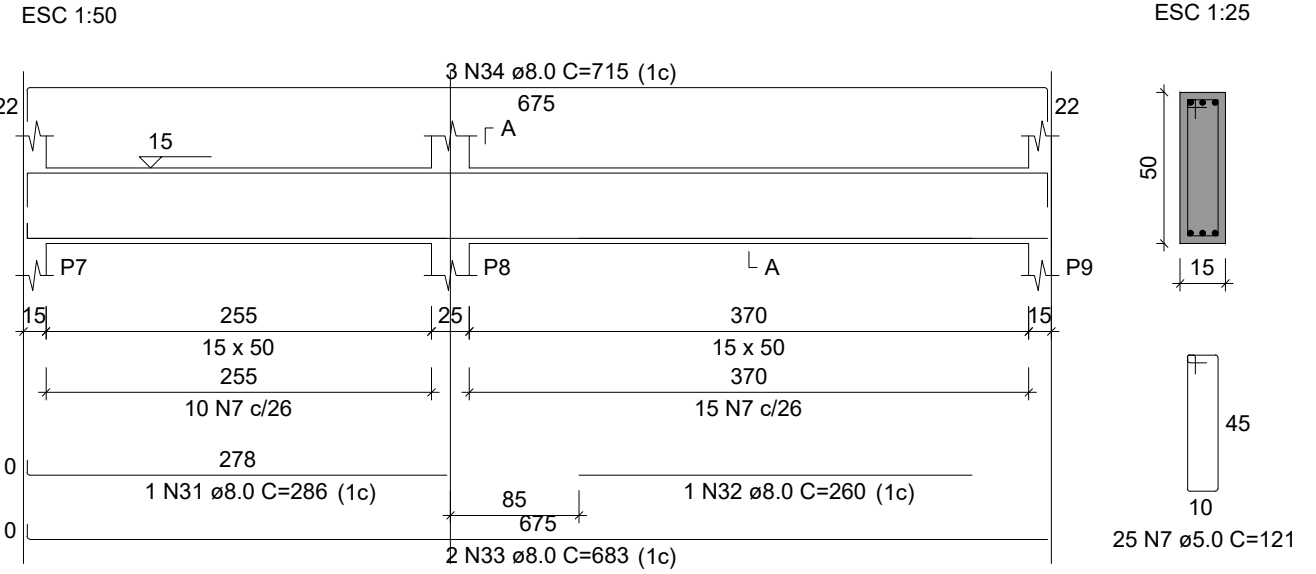 ESC 1:50
ESC 1:25
3 N34 ø8.0 C=715 (1c)
22
675
22
A
15
50
P7
P8
A
P9
15
15
255
25
370
15
15 x 50
15 x 50
255
370
10 N7 c/26
15 N7 c/26
45
0
278
1 N31 ø8.0 C=286 (1c)
85
1 N32 ø8.0 C=260 (1c)
10
0
675
25 N7 ø5.0 C=121
2 N33 ø8.0 C=683 (1c)